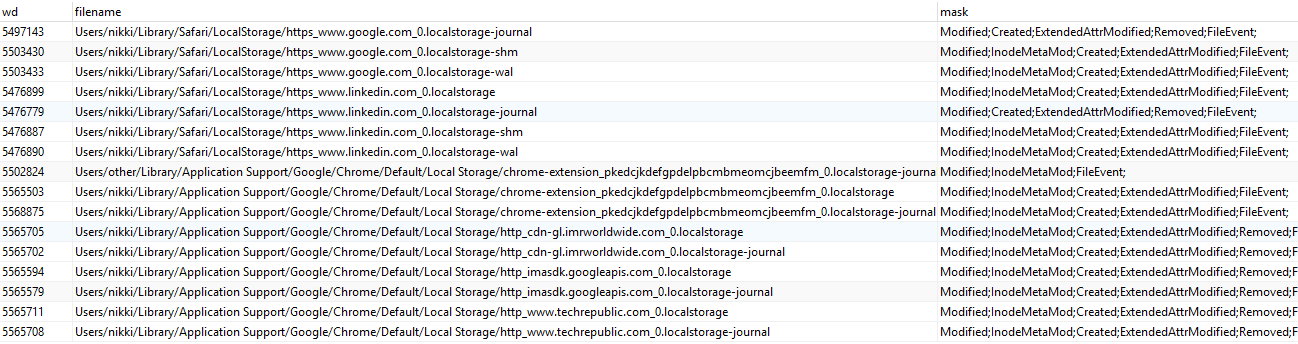 wd filename mask
5497143 Users/nikki/Library/Safari/LocalStorage/https_www.google.com_0.localstorage-journal Modified;Created;ExtendedAttrModified;Removed;FileEvent;
5503430 Users/nikki/Library/Safari/LocalStorage/https_www.google.com_0.localstorage-shm Modified;InodeMetaMod;Created;ExtendedAttrModified;FileEvent;
5503433 Users/nikki/Library/Safari/LocalStorage/https_www.google.com_0.localstorage-wal Modified;InodeMetaMod;Created;ExtendedAttrModified;FileEvent;
5476899 Users/nikki/Library/Safari/LocalStorage/https_www.linkedin.com_0.localstorage Modified;InodeMetaMod;Created;ExtendedAttrModified;FileEvent;
5476779 Users/nikki/Library/Safari/LocalStorage/https_www.linkedin.com_0.localstorage-journal Modified;Created;ExtendedAttrModified;Removed;FileEvent;
5476887 Users/nikki/Library/Safari/LocalStorage/https_www.linkedin.com_0.localstorage-shm Modified;InodeMetaMod;Created;ExtendedAttrModified;FileEvent;
5476890 Users/nikki/Library/Safari/LocalStorage/https_www.linkedin.com_0.localstorage-wal Modified;InodeMetaMod;Created;ExtendedAttrModified;FileEvent;
5502824 Users/other/Library/Application Support/Google/Chrome/Default/Local Storage/chrome-extension_pkedcjkdefgpdelpbcmbmeomcjbeemfm_0.localstorage-journa Modified;InodeMetaMod;FileEvent;
5565503 Users/nikki/Library/Application Support/Google/Chrome/Default/Local Storage/chrome-extension_pkedcjkdefgpdelpbcmbmeomcjbeemfm_0.localstorage Modified;InodeMetaMod;Created;ExtendedAttrModified;FileEvent;
5568875 Users/nikki/Library/Application Support/Google/Chrome/Default/Local Storage/chrome-extension_pkedcjkdefgpdelpbcmbmeomcjbeemfm_0.localstorage-journal Modified;InodeMetaMod;Created;ExtendedAttrModified;FileEvent;
5565705 Users/nikki/Library/Application Support/Google/Chrome/Default/Local Storage/http_cdn-gl.imrworldwide.com_0.localstorage Modified;InodeMetaMod;Created;ExtendedAttrModified;Removed;F
5565702 Users/nikki/Library/Application Support/Google/Chrome/Default/Local Storage/http_cdn-gl.imrworldwide.com_0.localstorage-journal Modified;InodeMetaMod;Created;ExtendedAttrModified;Removed;F
5565594 Users/nikki/Library/Application Support/Google/Chrome/Default/Local Storage/http_imasdk.googleapis.com_0.localstorage Modified;InodeMetaMod;Created;ExtendedAttrModified;Removed;F
5565579 Users/nikki/Library/Application Support/Google/Chrome/Default/Local Storage/http_imasdk.googleapis.com_0.localstorage-journal Modified;InodeMetaMod;Created;ExtendedAttrModified;Removed;F
5565711 Users/nikki/Library/Application Support/Google/Chrome/Default/Local Storage/http_www.techrepublic.com_0.localstorage Modified;InodeMetaMod;Created;ExtendedAttrModified;Removed;F
5565708 Users/nikki/Library/Application Support/Google/Chrome/Default/Local Storage/http_www.techrepublic.com_0.localstorage-journal Modified;InodeMetaMod;Created;ExtendedAttrModified;Removed;F